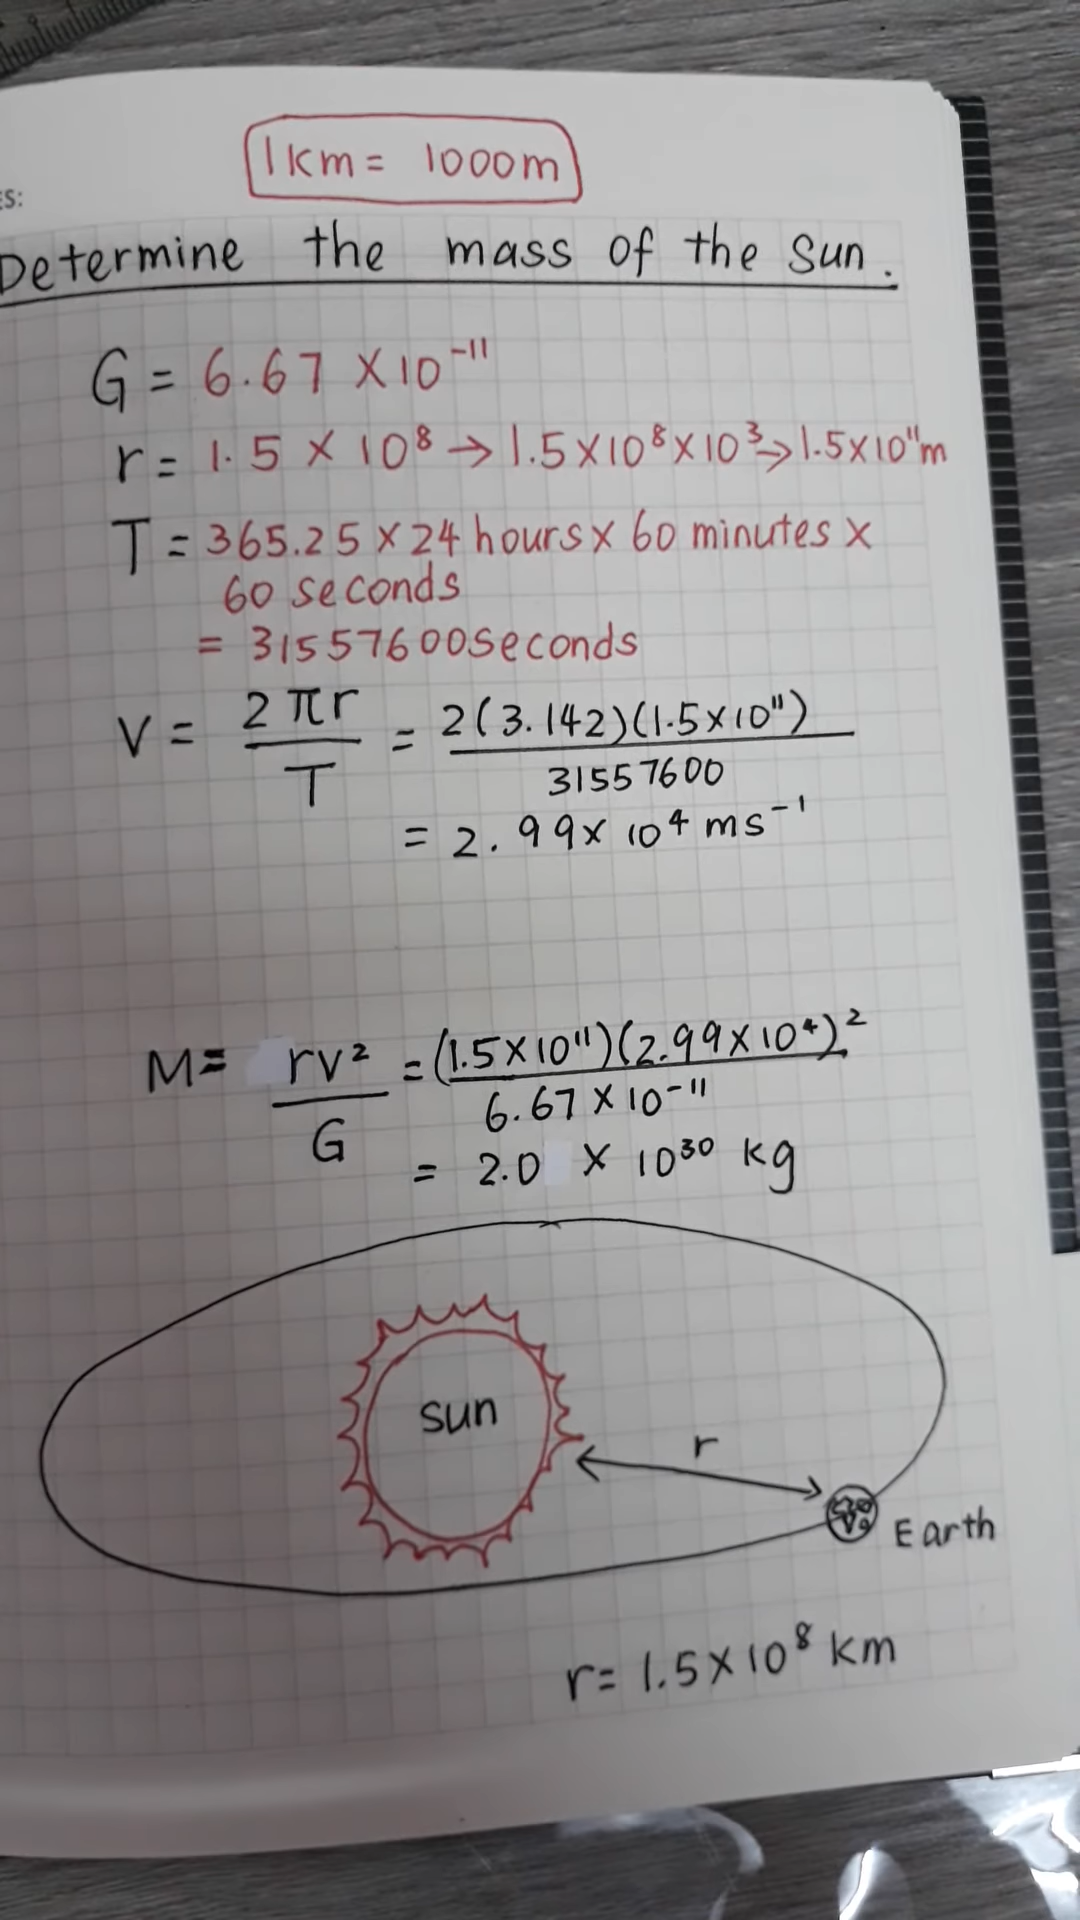 ES:
1km = 1000m
Determine the mass of the Sun.
G = 6.67 × 10⁻¹¹
r = 1.5 × 10⁸ → 1.5×10⁸×10³→1.5×10¹¹m
T = 365.25 × 24 hours × 60 minutes ×
60 seconds
= 31557600seconds
V = 2πr/T = 2(3.142)(1.5×10¹¹)/31557600
= 2.99× 10⁴ ms⁻¹
M= rv²/G = (1.5×10¹¹)(2.99×10⁴)²/6.67×10⁻¹¹
= 2.0 × 10³⁰ kg
sun
r
Earth
r= 1.5×10⁸ km